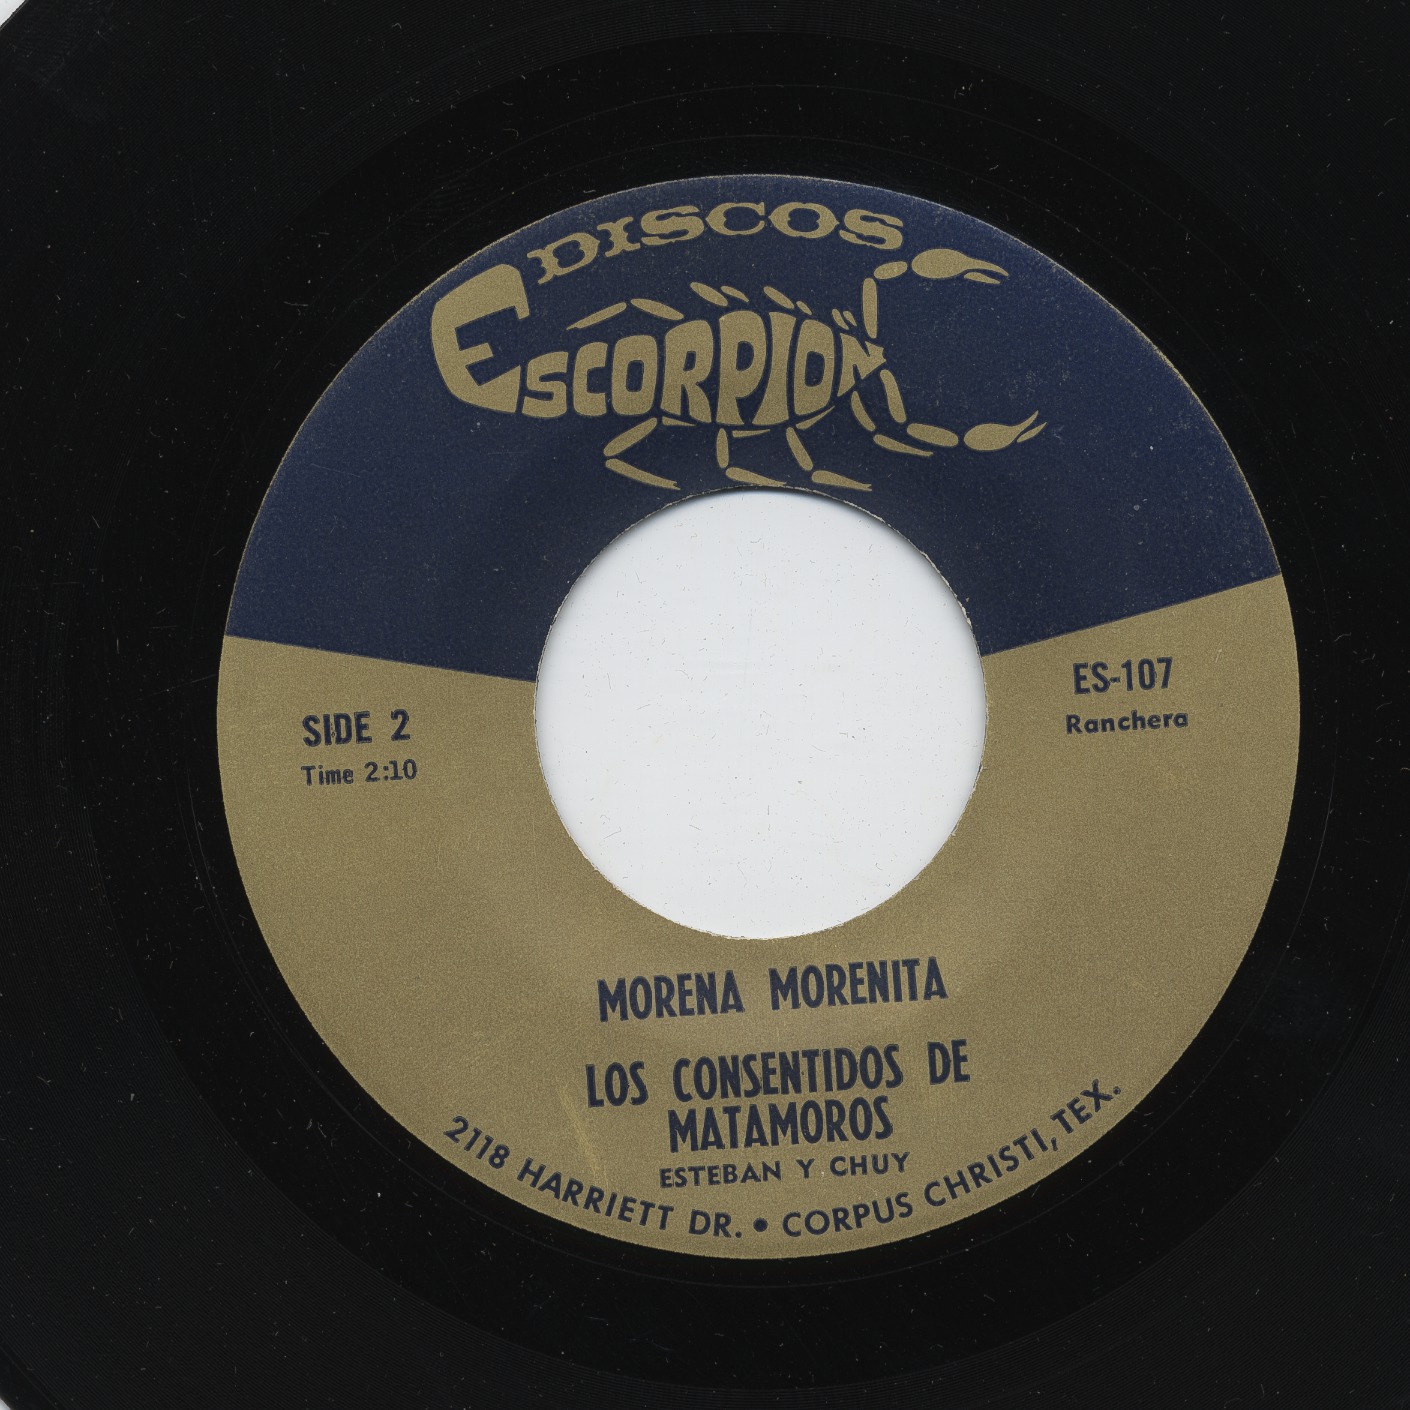 DISCOS
ESCORPION
SIDE 2
Time 2:10
ES-107
Ranchera
MORENA MORENITA
LOS CONSENTIDOS DE
MATAMOROS
ESTEBAN Y CHUY
2118 HARRIETT DR. • CORPUS CHRISTI, TEX.